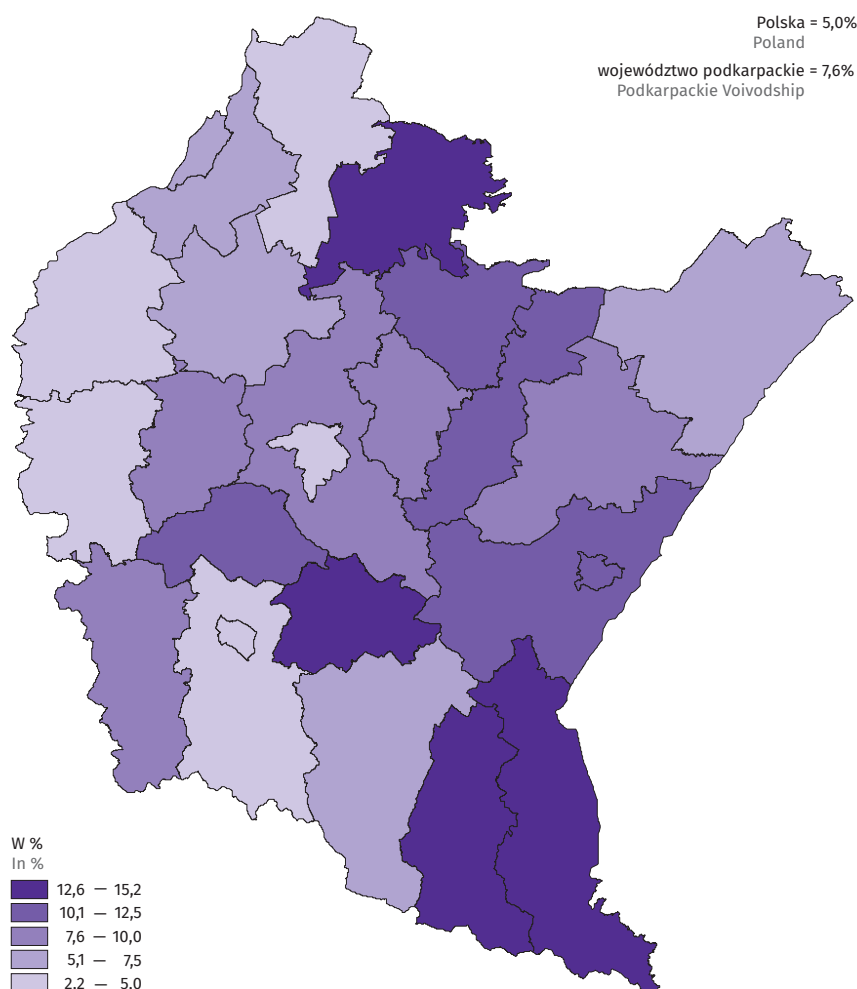 Polska = 5,0%
Poland
województwo podkarpackie = 7,6%
Podkarpackie Voivodship
W %
In %
12,6 — 15,2
10,1 — 12,5
7,6 — 10,0
5,1 — 7,5
2,2 — 5,0